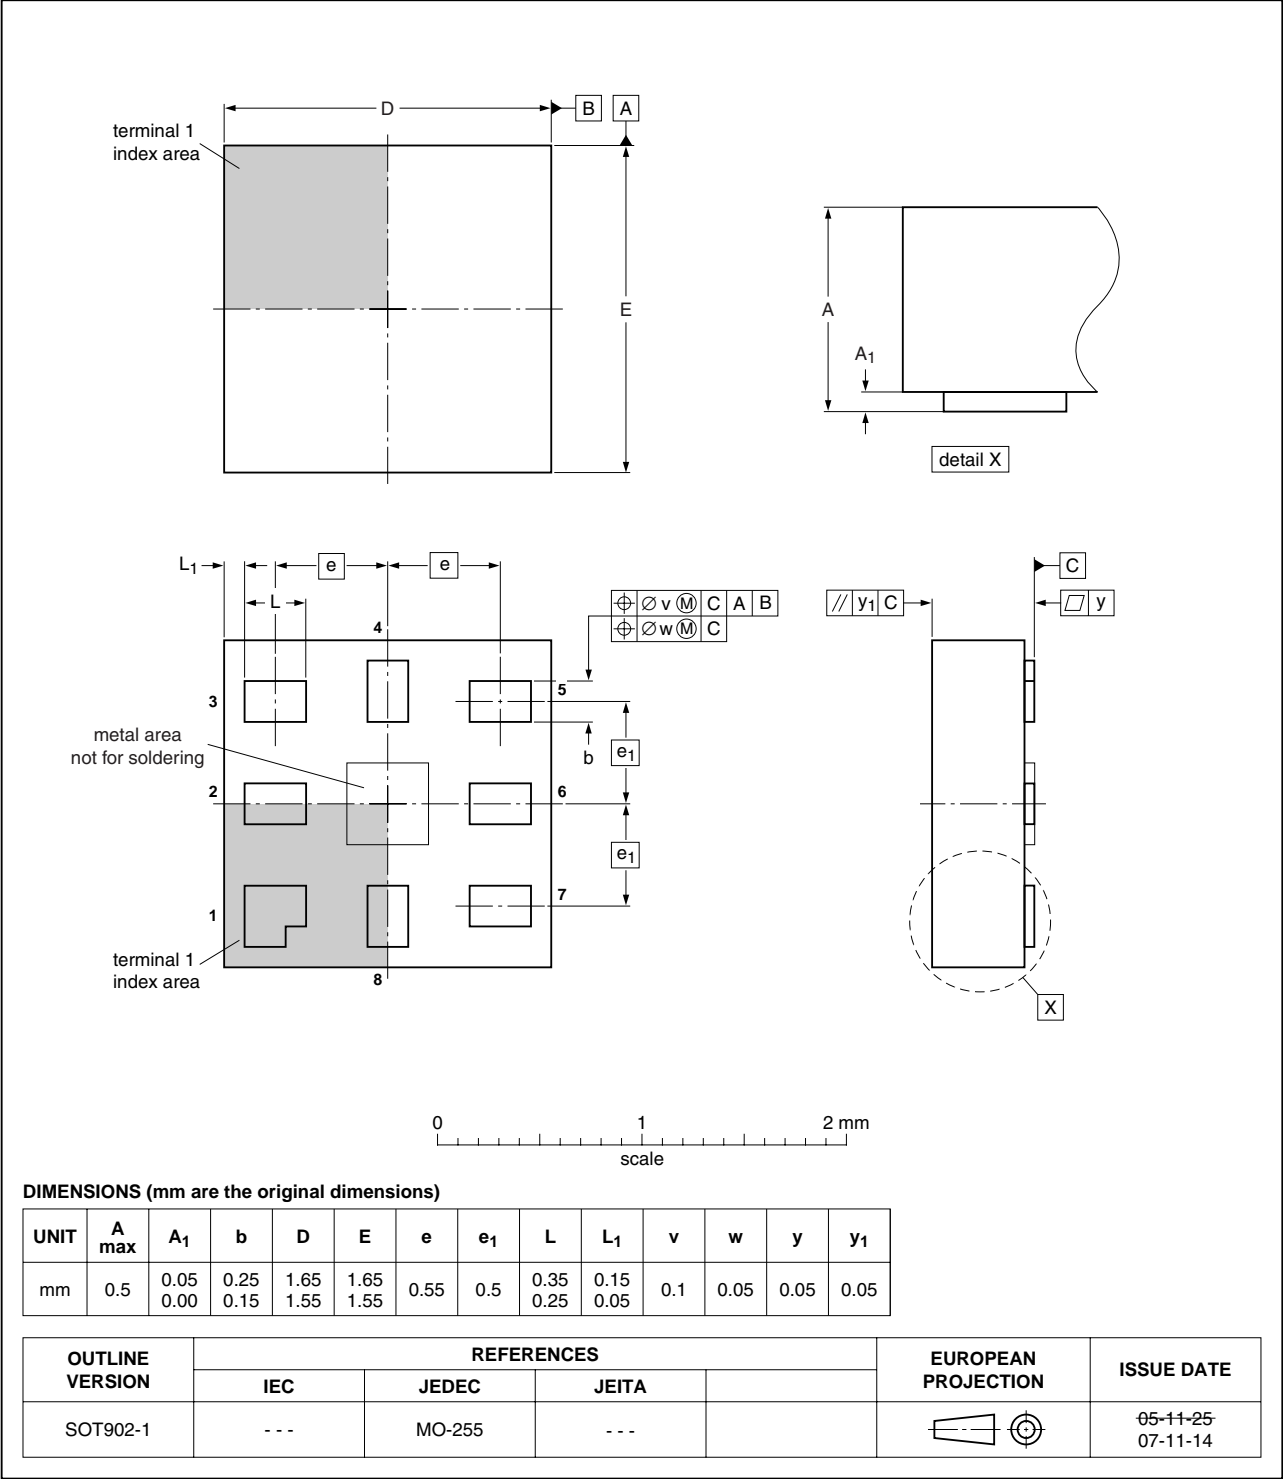 D
B
A
terminal 1
index area
E
A
A1
detail X
L1
e
e
L
4
⌖ ⌀ v Ⓜ C A B
⌖ ⌀ w Ⓜ C
// y1 C
C
⏥ y
3
5
metal area
not for soldering
b
e1
2
6
e1
1
7
terminal 1
index area
8
X
0 1 2 mm
scale
DIMENSIONS (mm are the original dimensions)
UNIT A max A1 b D E e e1 L L1 v w y y1
mm 0.5 0.05 0.00 0.25 0.15 1.65 1.55 1.65 1.55 0.55 0.5 0.35 0.25 0.15 0.05 0.1 0.05 0.05 0.05
OUTLINE VERSION REFERENCES EUROPEAN PROJECTION ISSUE DATE
IEC JEDEC JEITA
SOT902-1 - - - MO-255 - - - 05-11-25
07-11-14